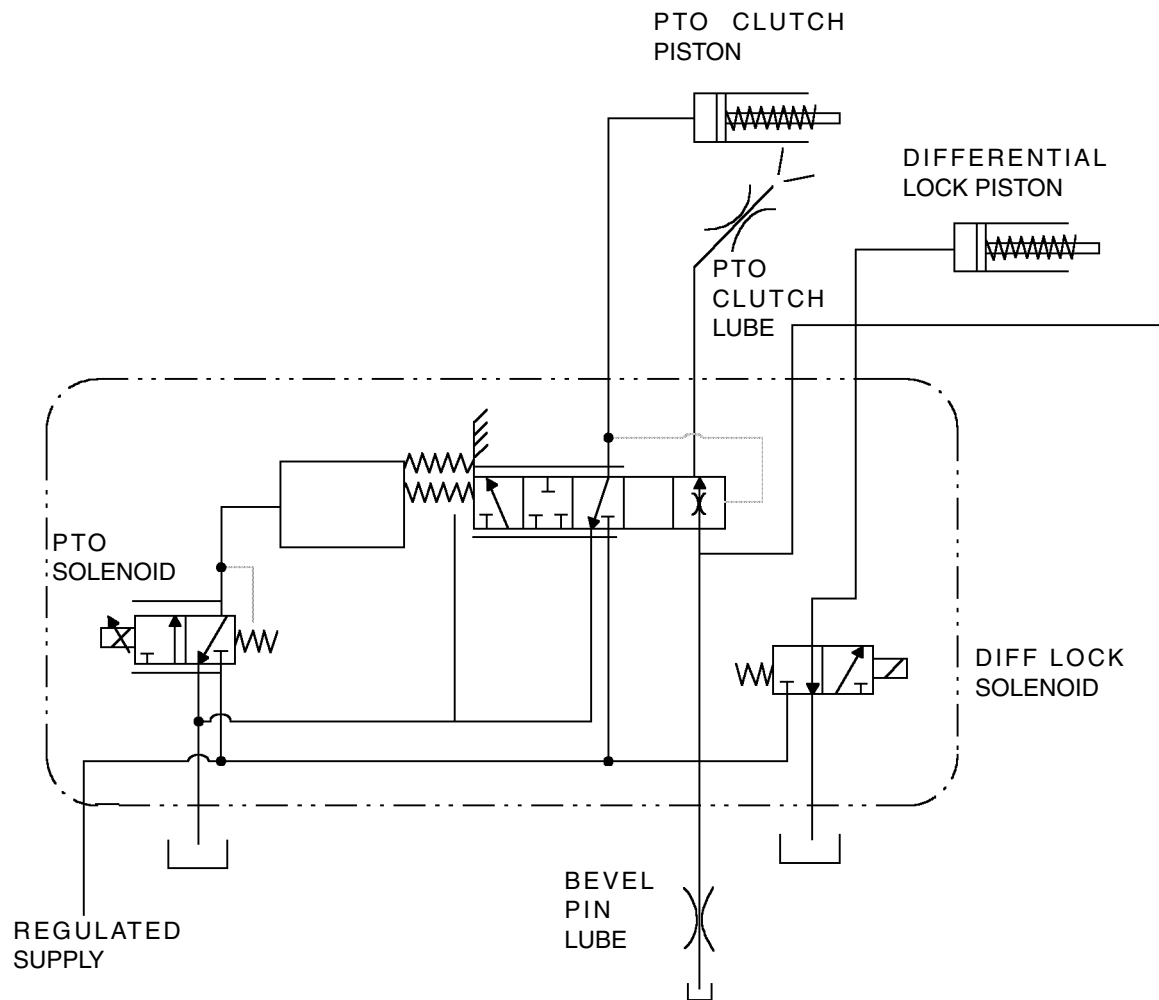 PTO CLUTCH
PISTON
DIFFERENTIAL
LOCK PISTON
PTO
CLUTCH
LUBE
PTO
SOLENOID
DIFF LOCK
SOLENOID
BEVEL
PIN
LUBE
REGULATED
SUPPLY